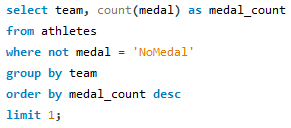 select team, count(medal) as medal_count
from athletes
where not medal = 'NoMedal'
group by team
order by medal_count desc
limit 1;